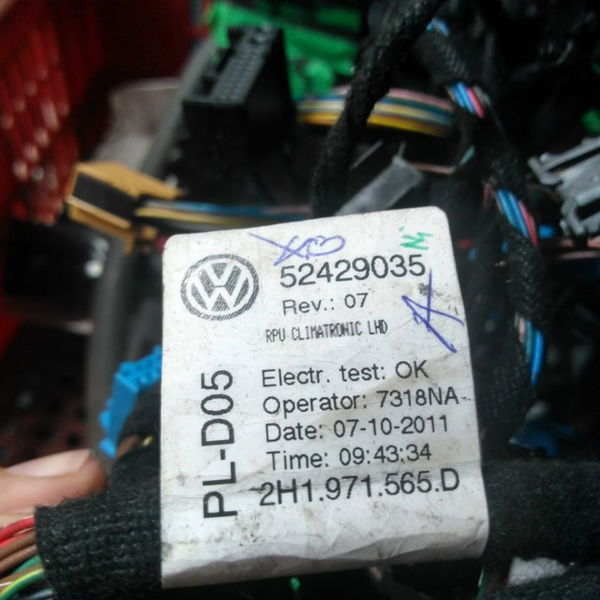 52429035
Rev.: 07
RPU CLIMATRONIC LHD
PL-D05
Electr. test: OK
Operator: 7318NA
Date: 07-10-2011
Time: 09:43:34
2H1.971.565.D